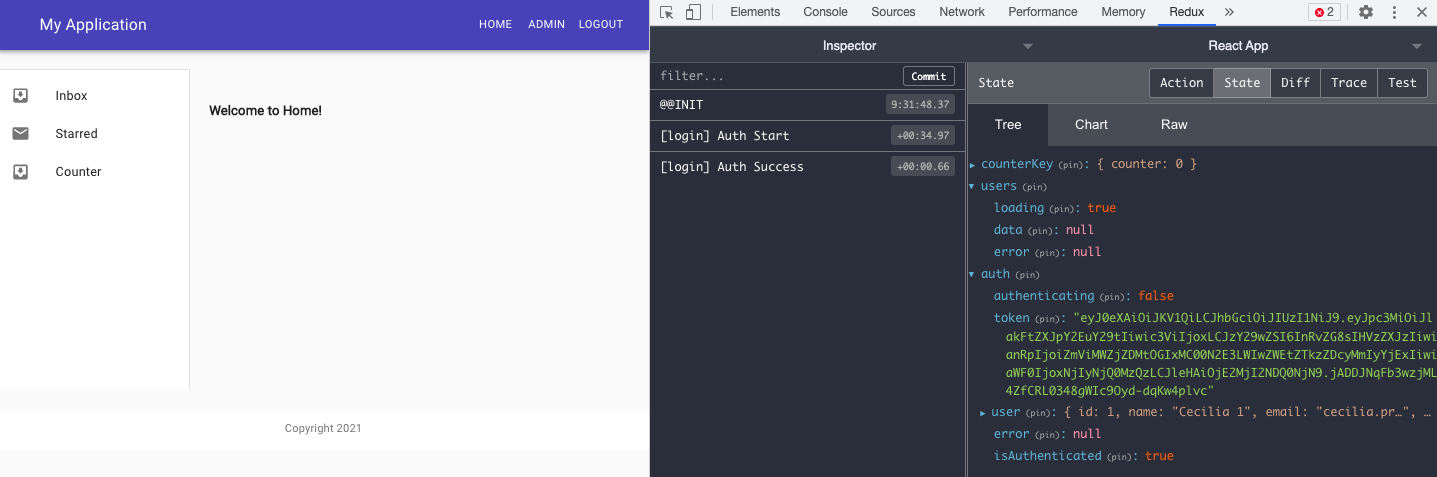 My Application
HOME ADMIN LOGOUT
Inbox
Starred
Counter
Welcome to Home!
Copyright 2021
Elements Console Sources Network Performance Memory Redux » 2
Inspector
React App
filter...
Commit
@@INIT 9:31:48.37
[login] Auth Start +00:34.97
[login] Auth Success +00:00.66
State
Action State Diff Trace Test
Tree Chart Raw
counterKey (pin): { counter: 0 }
users (pin)
loading (pin): true
data (pin): null
error (pin): null
auth (pin)
authenticating (pin): false
token (pin): "eyJ0eXAiOiJKV1QiLCJhbGciOiJIUzI1NiJ9.eyJpc3MiOiJl
akFtZXJpY2EuY29tIiwic3ViIjoxLCJzY29wZSI6InRvZG8sIHVzZXJzIiwi
anRpIjoiZmViMWZjZDMtOGIxMC00N2E3LWIwZWEtZTkzZDcyMmIyYjExIiwi
aWF0IjoxNjIyNjQ0MzQzLCJleHAiOjE2MjI2NDQ0NjN9.jADDJNqFb3wzjML
4ZfCRL0348gWIc9Oyd-dqKw4plvc"
user (pin): { id: 1, name: "Cecilia 1", email: "cecilia.pr…", …
error (pin): null
isAuthenticated (pin): true